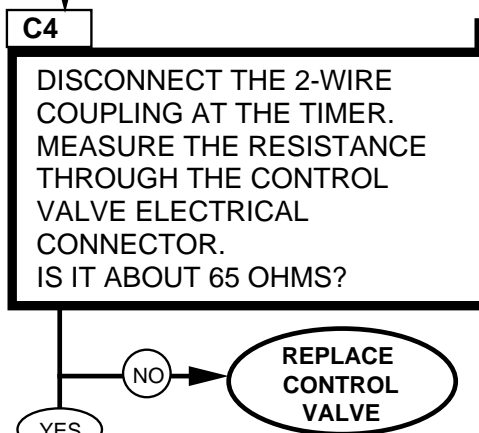 C4
DISCONNECT THE 2-WIRE
COUPLING AT THE TIMER.
MEASURE THE RESISTANCE
THROUGH THE CONTROL
VALVE ELECTRICAL
CONNECTOR.
IS IT ABOUT 65 OHMS?
NO
REPLACE
CONTROL
VALVE
YES